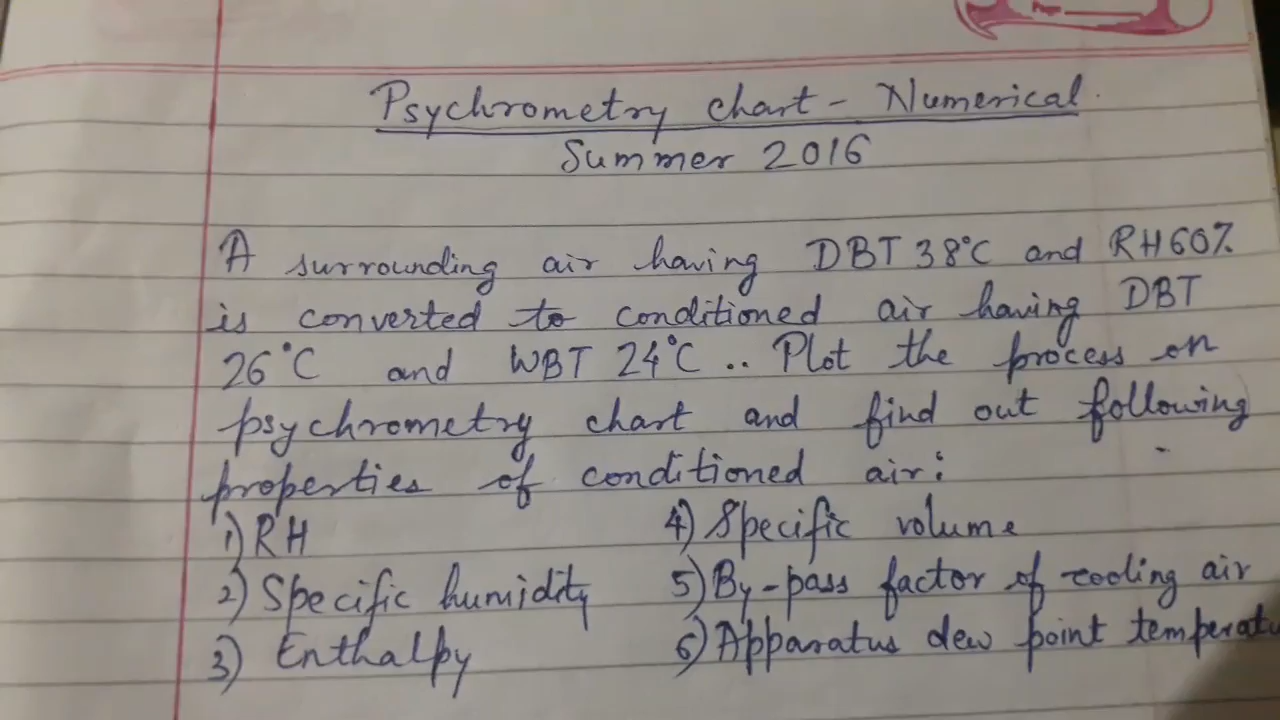 Psychrometry chart - Numerical.
Summer 2016
A surrounding air having DBT 38°C and RH 60%
is converted to conditioned air having DBT
26°C and WBT 24°C .. Plot the process on
psychrometry chart and find out following
properties of conditioned air:
1) RH
2) Specific humidity
3) Enthalpy
4) Specific volume
5) By-pass factor of cooling air
6) Apparatus dew point temperatu